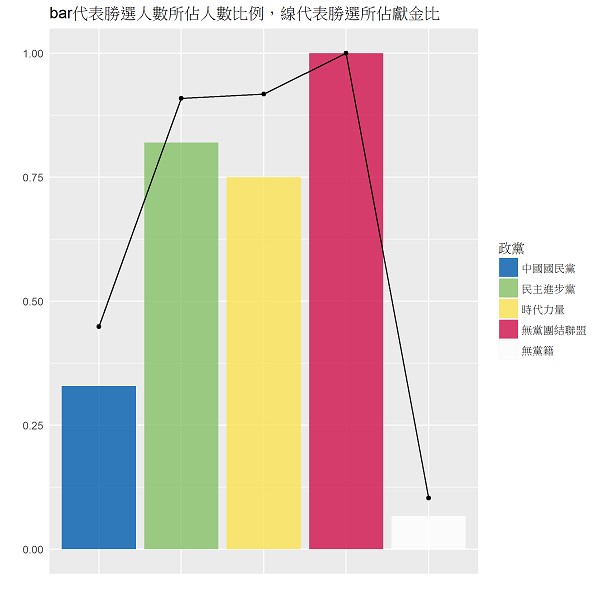 bar代表勝選人數所佔人數比例，線代表勝選所佔獻金比
1.00
0.75
0.50
0.25
0.00
政黨
中國國民黨
民主進步黨
時代力量
無黨團結聯盟
無黨籍